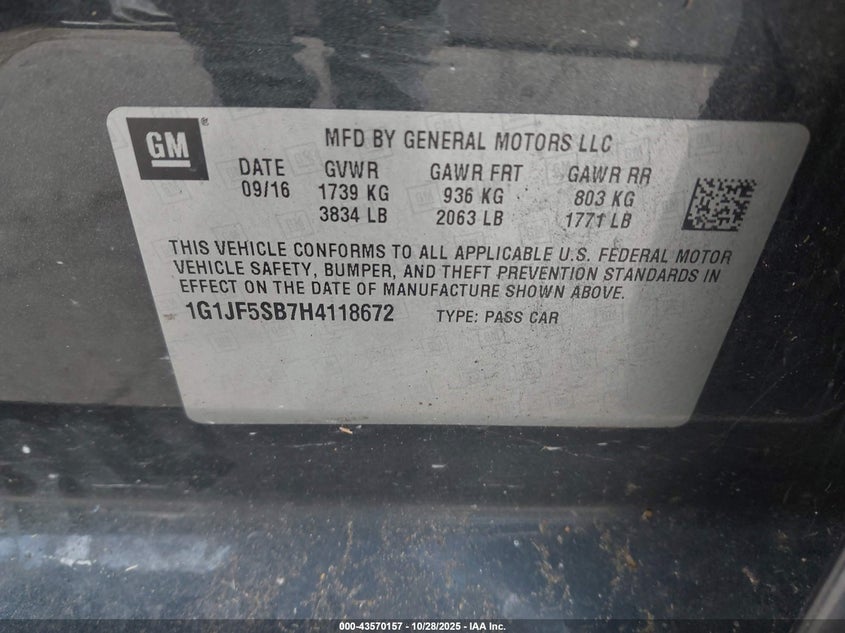 GM®
MFD BY GENERAL MOTORS LLC
DATE GVWR GAWR FRT GAWR RR
09/16 1739 KG 936 KG 803 KG
3834 LB 2063 LB 1771 LB
THIS VEHICLE CONFORMS TO ALL APPLICABLE U.S. FEDERAL MOTOR
VEHICLE SAFETY, BUMPER, AND THEFT PREVENTION STANDARDS IN
EFFECT ON THE DATE OF MANUFACTURE SHOWN ABOVE.
1G1JF5SB7H4118672 TYPE: PASS CAR
000-43570157 | 10/28/2025 | IAA Inc.